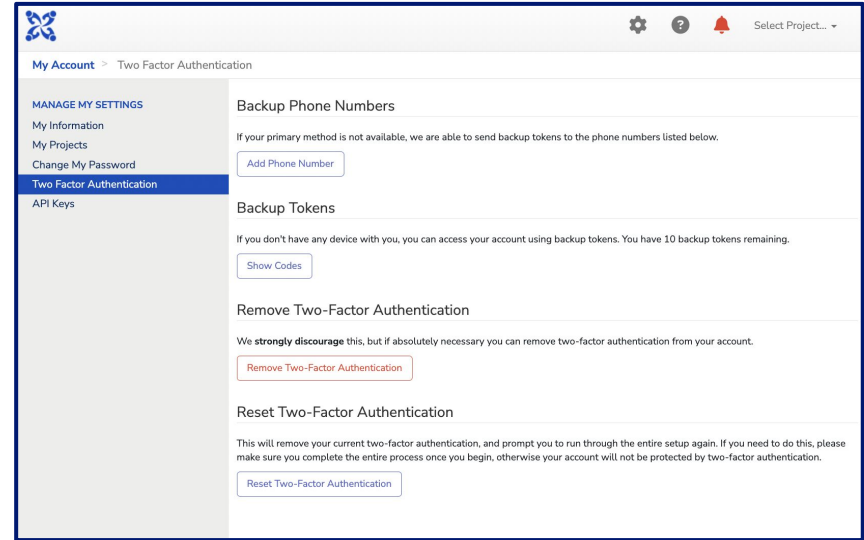 Select Project...
My Account > Two Factor Authentication
MANAGE MY SETTINGS
My Information
My Projects
Change My Password
Two Factor Authentication
API Keys
Backup Phone Numbers
If your primary method is not available, we are able to send backup tokens to the phone numbers listed below.
Add Phone Number
Backup Tokens
If you don't have any device with you, you can access your account using backup tokens. You have 10 backup tokens remaining.
Show Codes
Remove Two-Factor Authentication
We strongly discourage this, but if absolutely necessary you can remove two-factor authentication from your account.
Remove Two-Factor Authentication
Reset Two-Factor Authentication
This will remove your current two-factor authentication, and prompt you to run through the entire setup again. If you need to do this, please
make sure you complete the entire process once you begin, otherwise your account will not be protected by two-factor authentication.
Reset Two-Factor Authentication